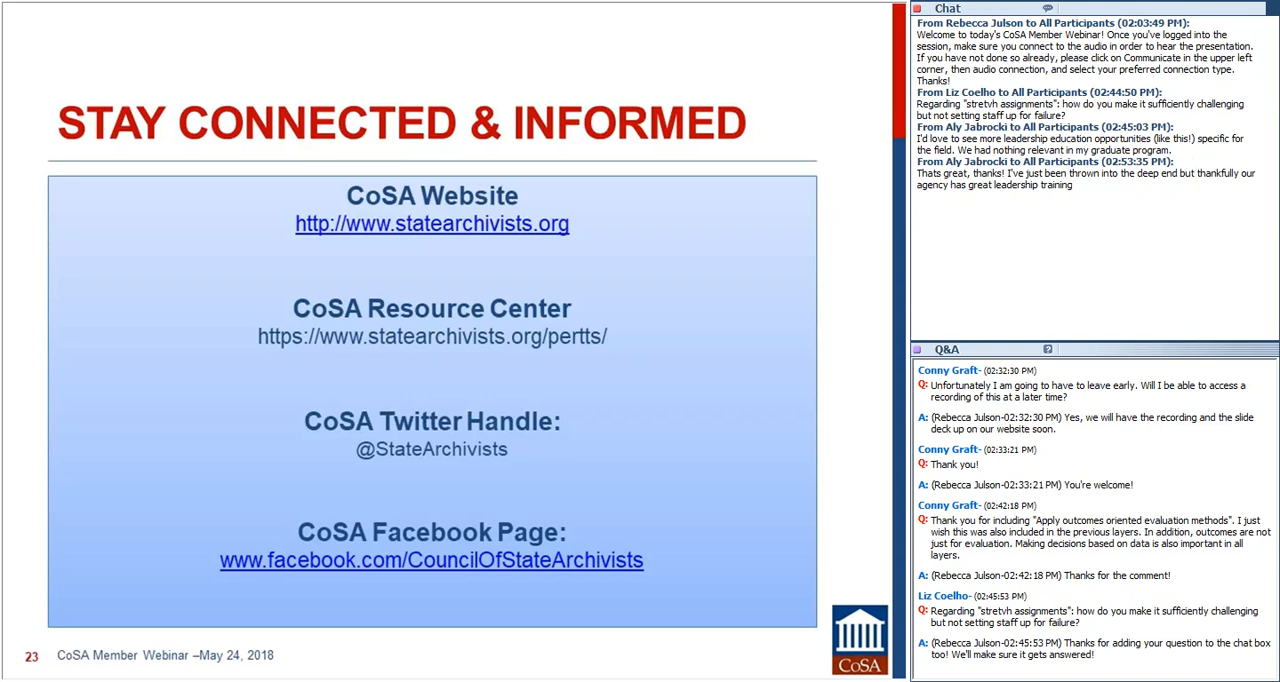 STAY CONNECTED & INFORMED
CoSA Website
http://www.statearchivists.org
CoSA Resource Center
https://www.statearchivists.org/pertts/
CoSA Twitter Handle:
@StateArchivists
CoSA Facebook Page:
www.facebook.com/CouncilOfStateArchivists
23 CoSA Member Webinar –May 24, 2018
CoSA
Chat
From Rebecca Julson to All Participants (02:03:49 PM):
Welcome to today's CoSA Member Webinar! Once you've logged into the
session, make sure you connect to the audio in order to hear the presentation.
If you have not done so already, please click on Communicate in the upper left
corner, then audio connection, and select your preferred connection type.
Thanks!
From Liz Coelho to All Participants (02:44:50 PM):
Regarding "stretvh assignments": how do you make it sufficiently challenging
but not setting staff up for failure?
From Aly Jabrocki to All Participants (02:45:03 PM):
I'd love to see more leadership education opportunities (like this!) specific for
the field. We had nothing relevant in my graduate program.
From Aly Jabrocki to All Participants (02:53:35 PM):
Thats great, thanks! I've just been thrown into the deep end but thankfully our
agency has great leadership training
Q&A
Conny Graft- (02:32:30 PM)
Q: Unfortunately I am going to have to leave early. Will I be able to access a
recording of this at a later time?
A: (Rebecca Julson-02:32:30 PM) Yes, we will have the recording and the slide
deck up on our website soon.
Conny Graft- (02:33:21 PM)
Q: Thank you!
A: (Rebecca Julson-02:33:21 PM) You're welcome!
Conny Graft- (02:42:18 PM)
Q: Thank you for including "Apply outcomes oriented evaluation methods". I just
wish this was also included in the previous layers. In addition, outcomes are not
just for evaluation. Making decisions based on data is also important in all
layers.
A: (Rebecca Julson-02:42:18 PM) Thanks for the comment!
Liz Coelho- (02:45:53 PM)
Q: Regarding "stretvh assignments": how do you make it sufficiently challenging
but not setting staff up for failure?
A: (Rebecca Julson-02:45:53 PM) Thanks for adding your question to the chat box
too! We'll make sure it gets answered!